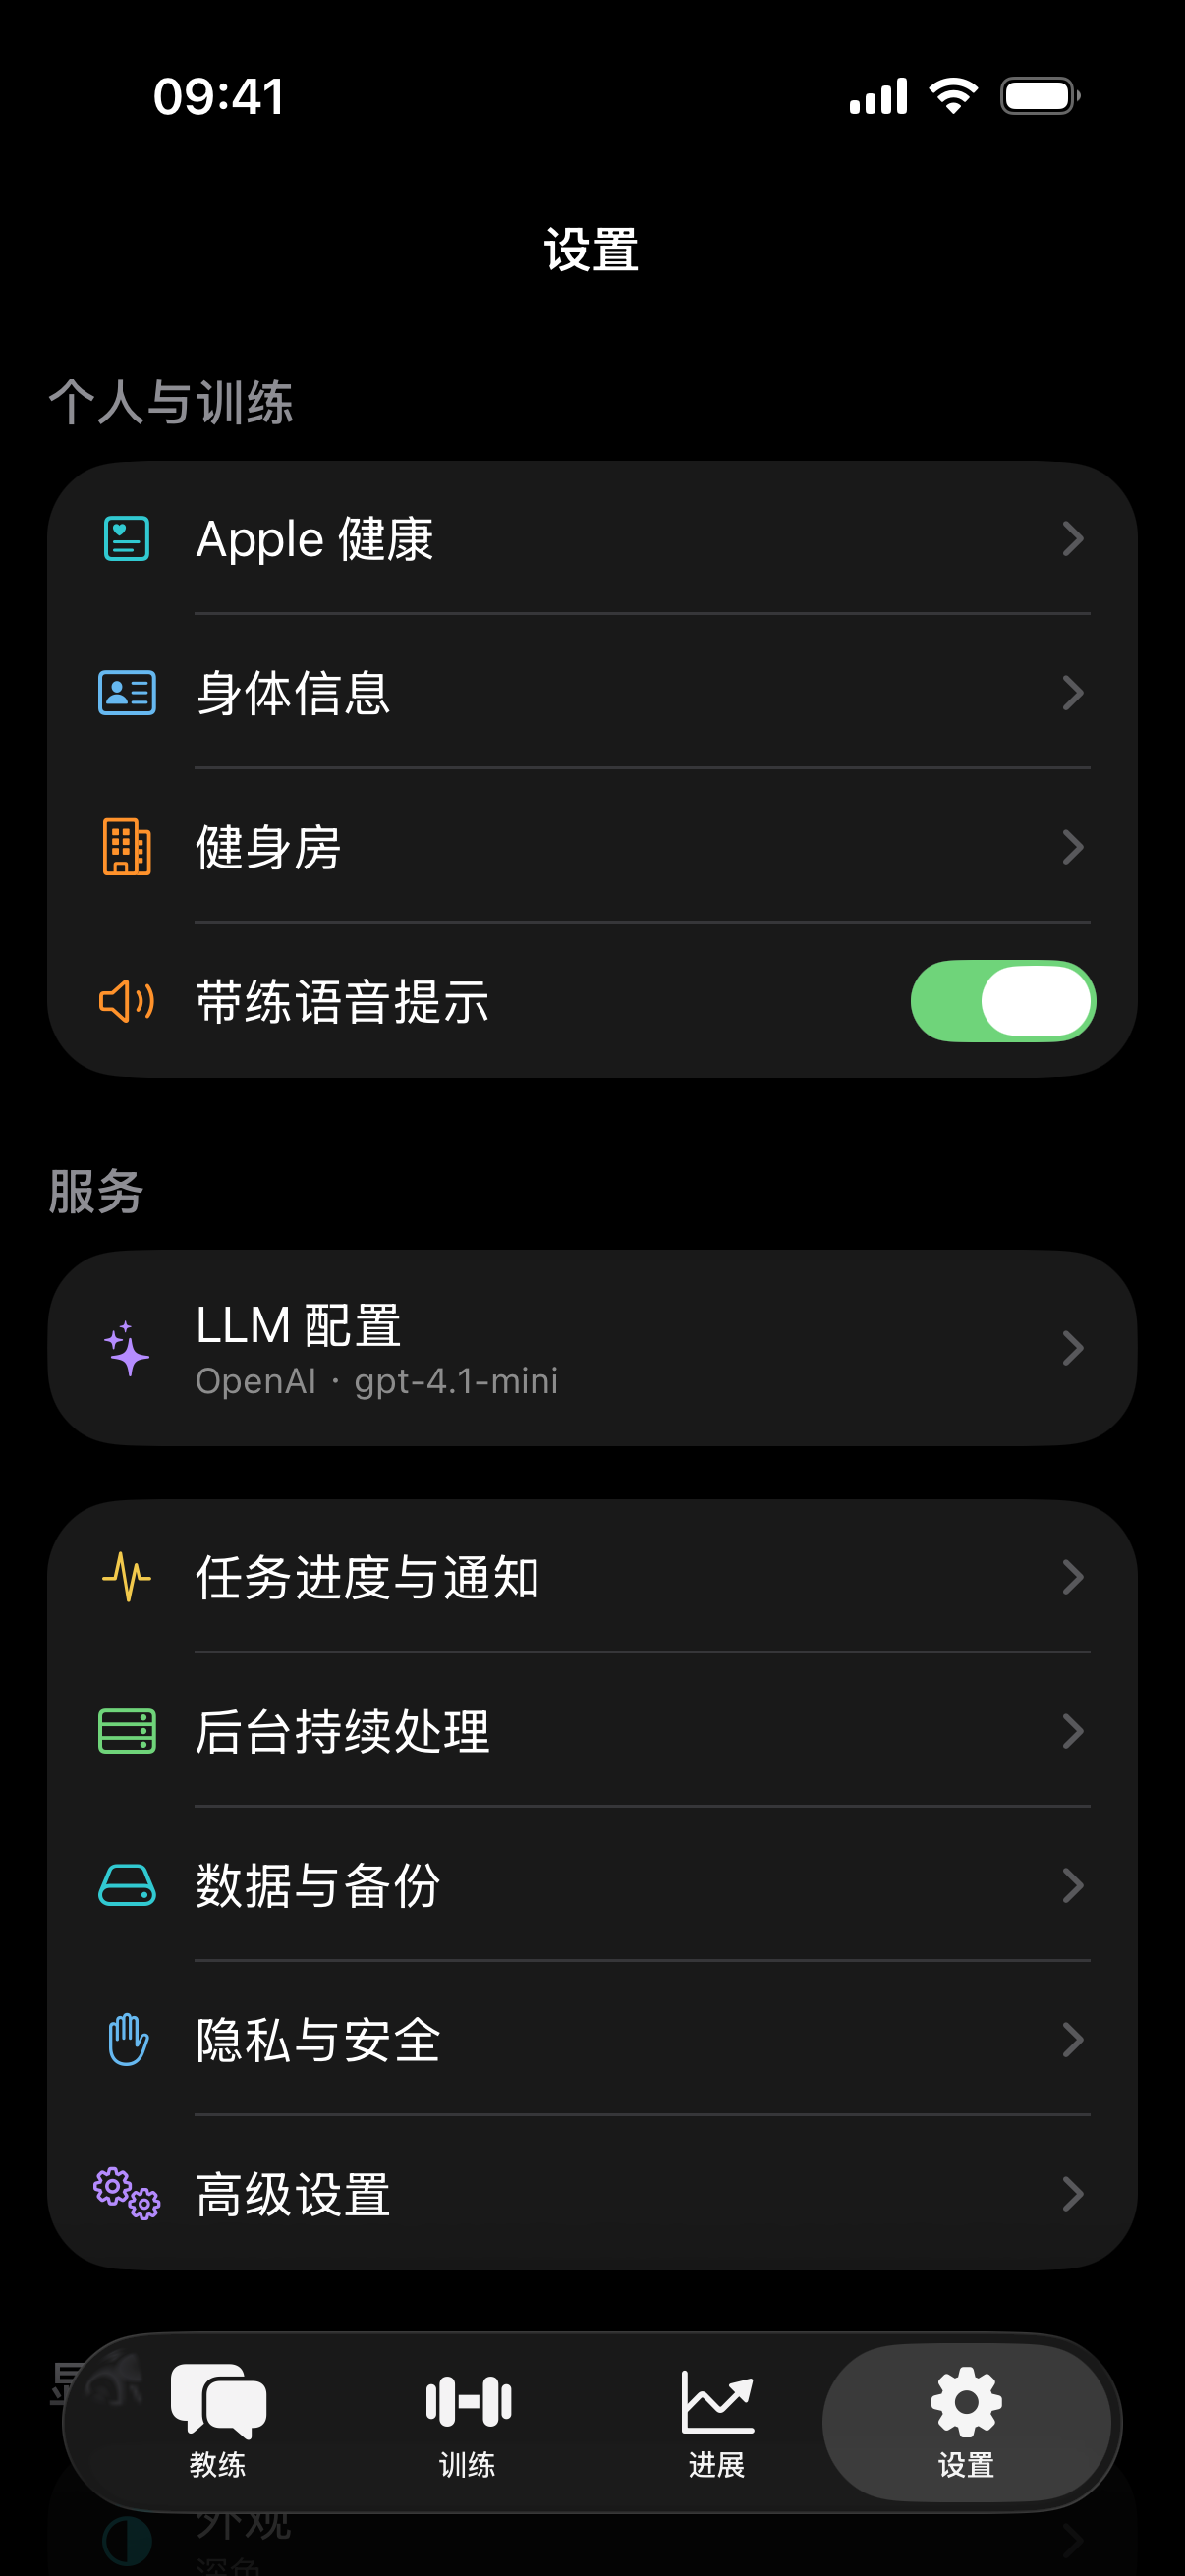 09:41
设置
个人与训练
Apple 健康
身体信息
健身房
带练语音提示
服务
LLM 配置
OpenAI · gpt-4.1-mini
任务进度与通知
后台持续处理
数据与备份
隐私与安全
高级设置
教练
训练
进展
设置
外观
深色